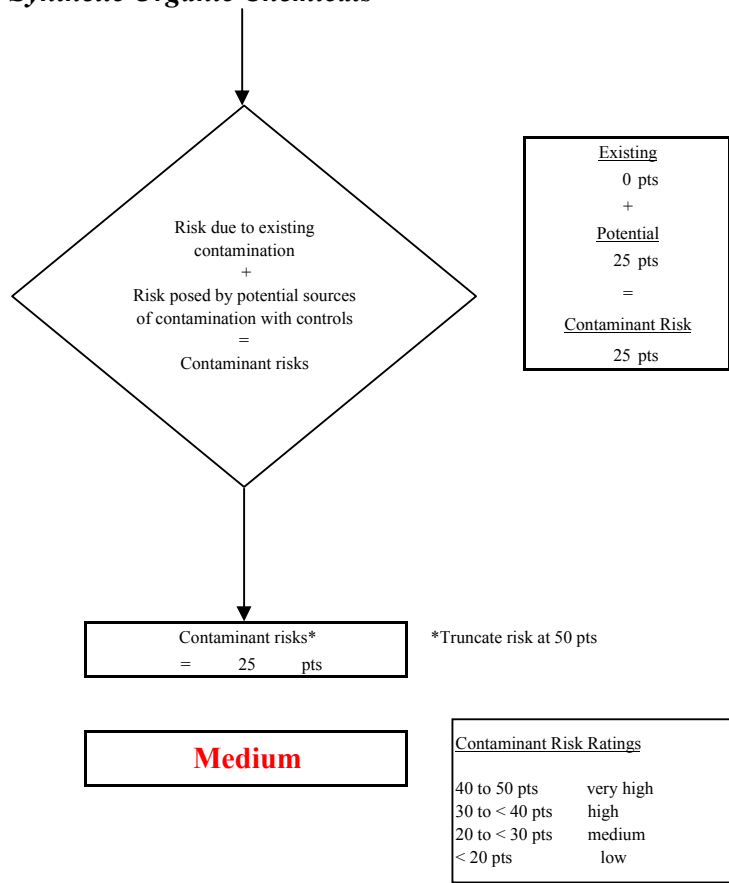 Synthetic Organic Chemicals
Risk due to existing
contamination
+
Risk posed by potential sources
of contamination with controls
=
Contaminant risks
Existing
0 pts
+
Potential
25 pts
=
Contaminant Risk
25 pts
Contaminant risks*
= 25 pts
*Truncate risk at 50 pts
Medium
Contaminant Risk Ratings
40 to 50 pts very high
30 to < 40 pts high
20 to < 30 pts medium
< 20 pts low